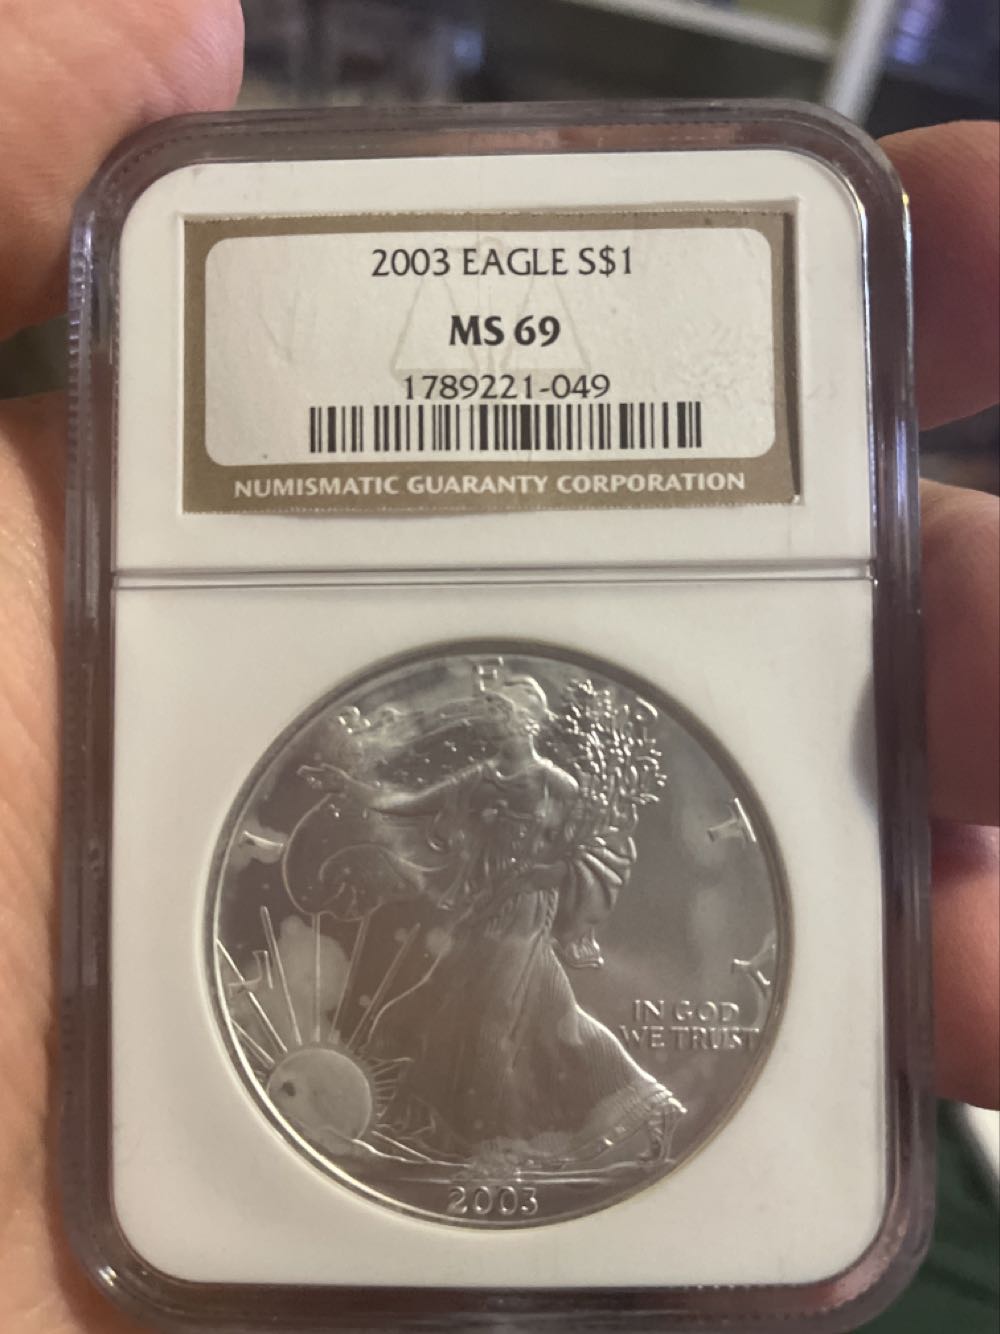 2003 EAGLE S$1
MS 69
1789221-049
NUMISMATIC GUARANTY CORPORATION
LIBERTY
IN GOD
WE TRUST
2003